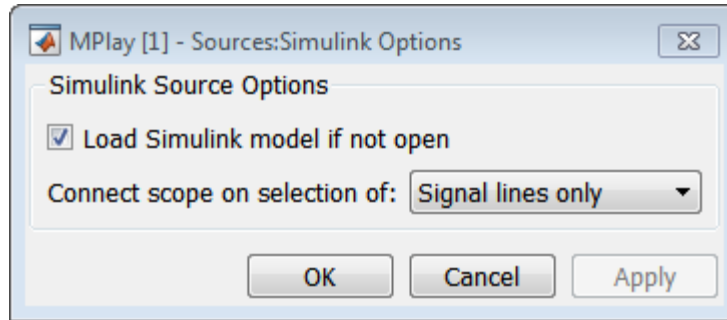 MPlay [1] - Sources:Simulink Options
Simulink Source Options
Load Simulink model if not open
Connect scope on selection of: Signal lines only
OK Cancel Apply